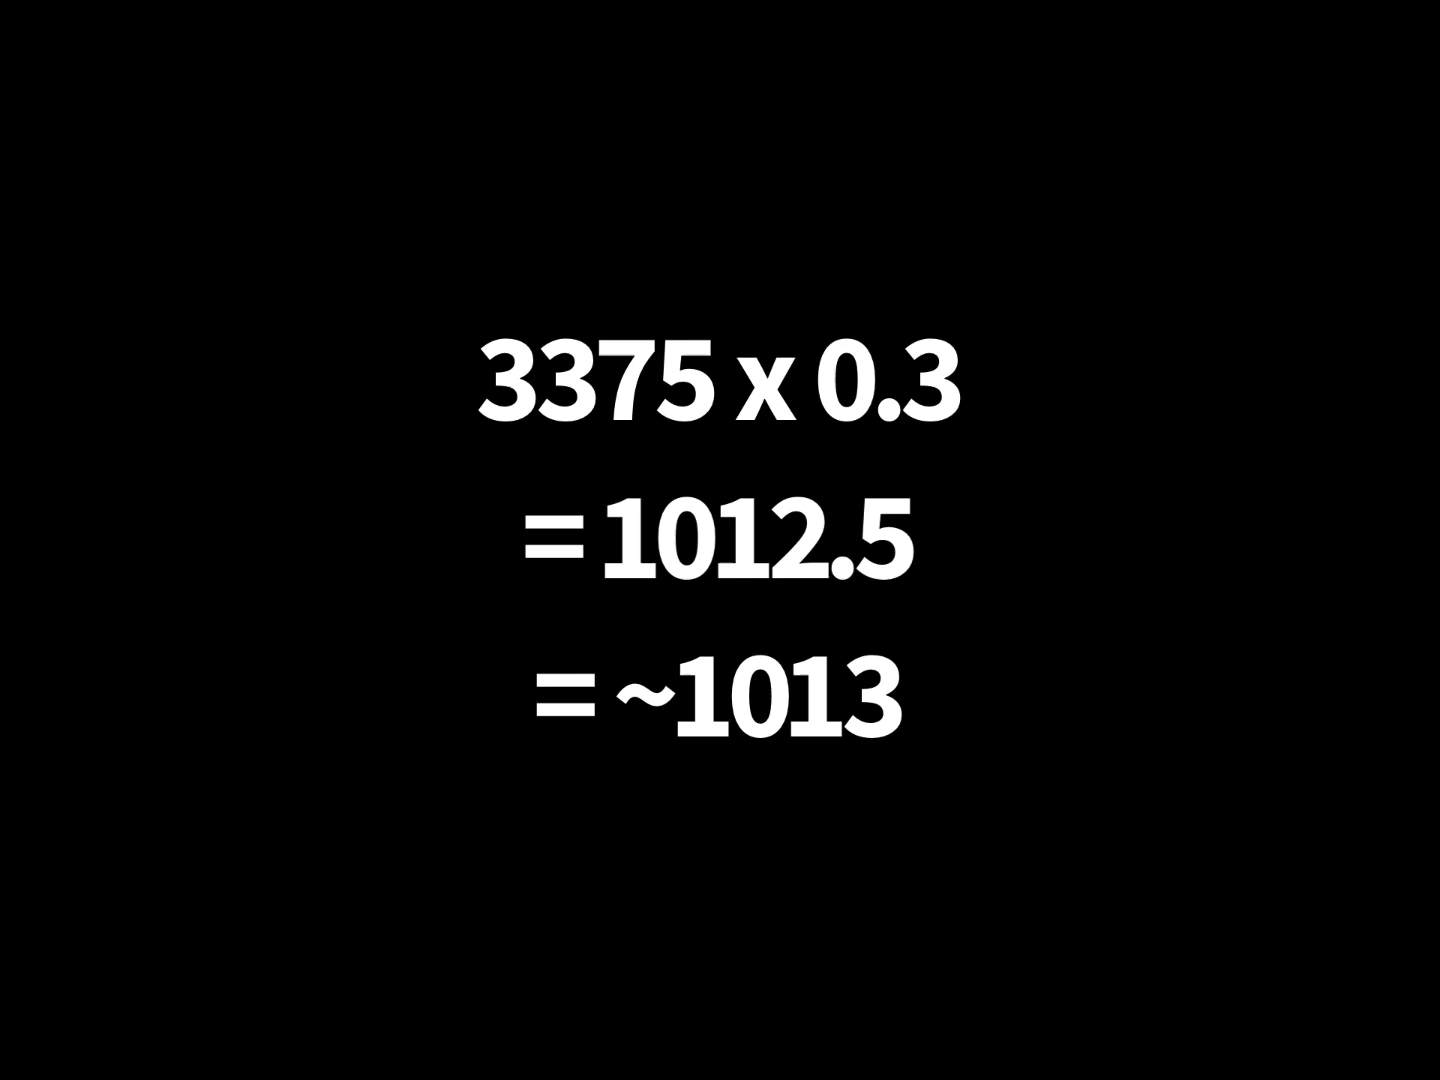 3375 x 0.3
= 1012.5
= ~1013